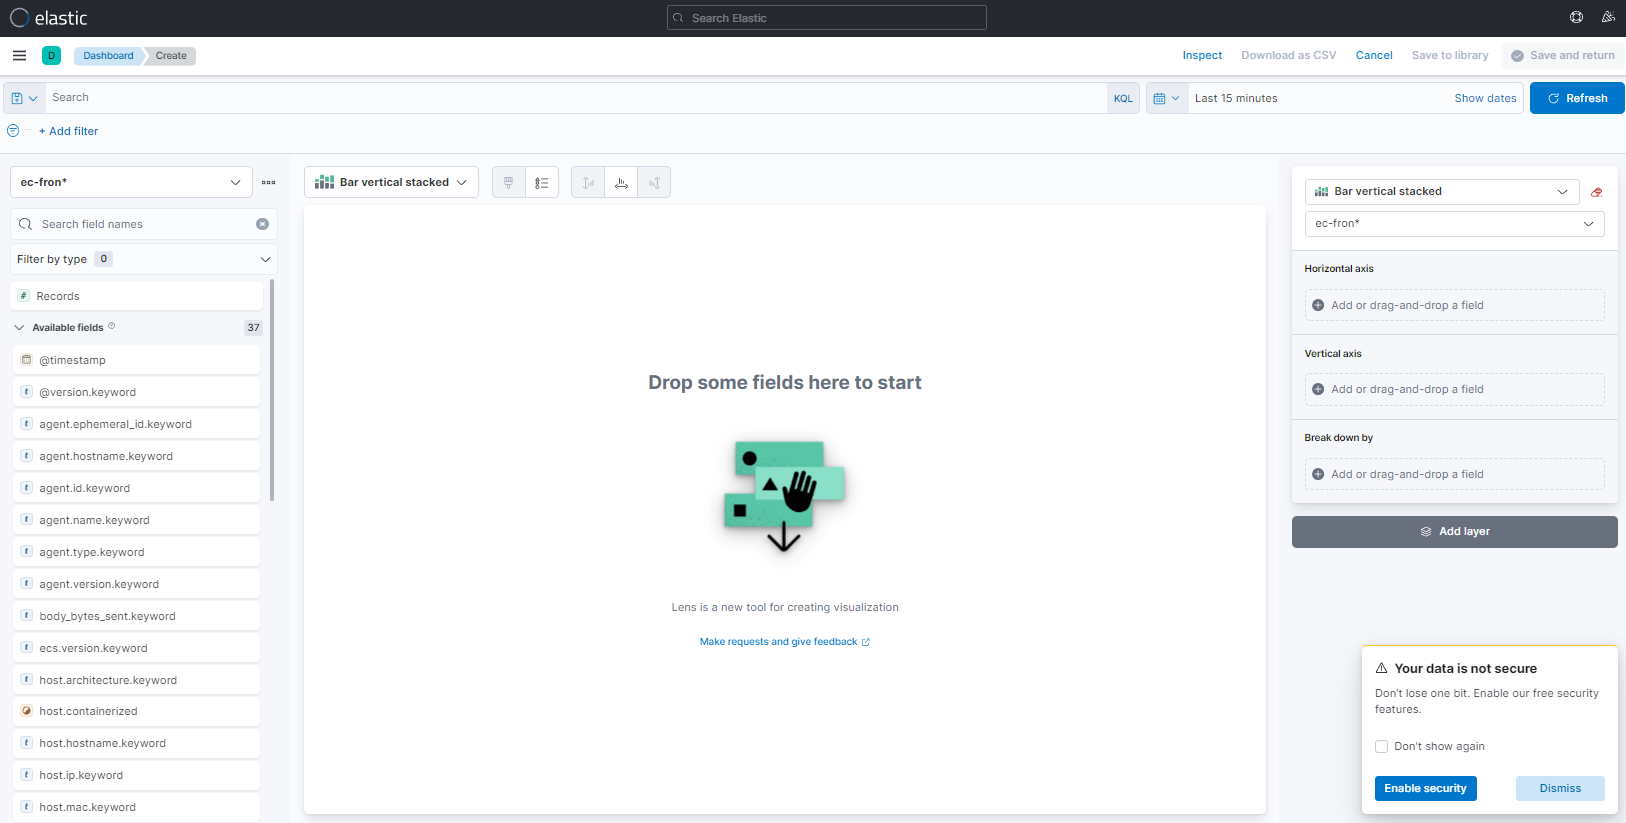 elastic
Search Elastic
D
Dashboard
Create
Inspect
Download as CSV
Cancel
Save to library
Save and return
Search
KQL
Last 15 minutes
Show dates
Refresh
+ Add filter
ec-fron*
Bar vertical stacked
Bar vertical stacked
Search field names
ec-fron*
Filter by type 0
# Records
Available fields
37
@timestamp
t @version.keyword
t agent.ephemeral_id.keyword
t agent.hostname.keyword
t agent.id.keyword
t agent.name.keyword
t agent.type.keyword
t agent.version.keyword
t body_bytes_sent.keyword
t ecs.version.keyword
t host.architecture.keyword
host.containerized
t host.hostname.keyword
t host.ip.keyword
t host.mac.keyword
Drop some fields here to start
Lens is a new tool for creating visualization
Make requests and give feedback
Horizontal axis
Add or drag-and-drop a field
Vertical axis
Add or drag-and-drop a field
Break down by
Add or drag-and-drop a field
Add layer
Your data is not secure
Don't lose one bit. Enable our free security
features.
Don't show again
Enable security
Dismiss